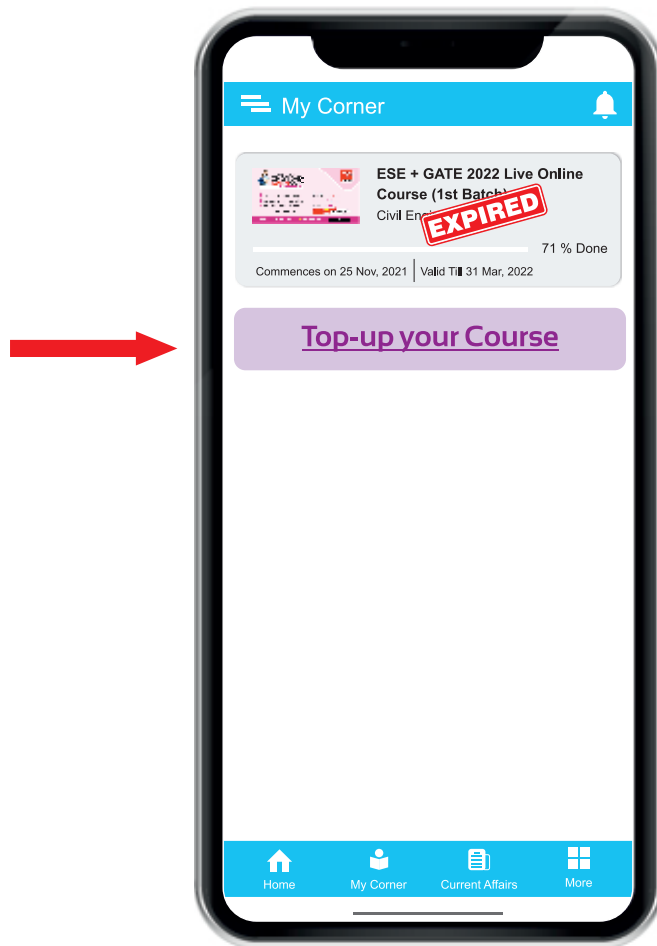 My Corner
ESE + GATE 2022 Live Online
Course (1st Batch)
Civil
EXPIRED
71 % Done
Commences on 25 Nov, 2021 Valid Till 31 Mar, 2022
Top-up your Course
Home My Corner Current Affairs More